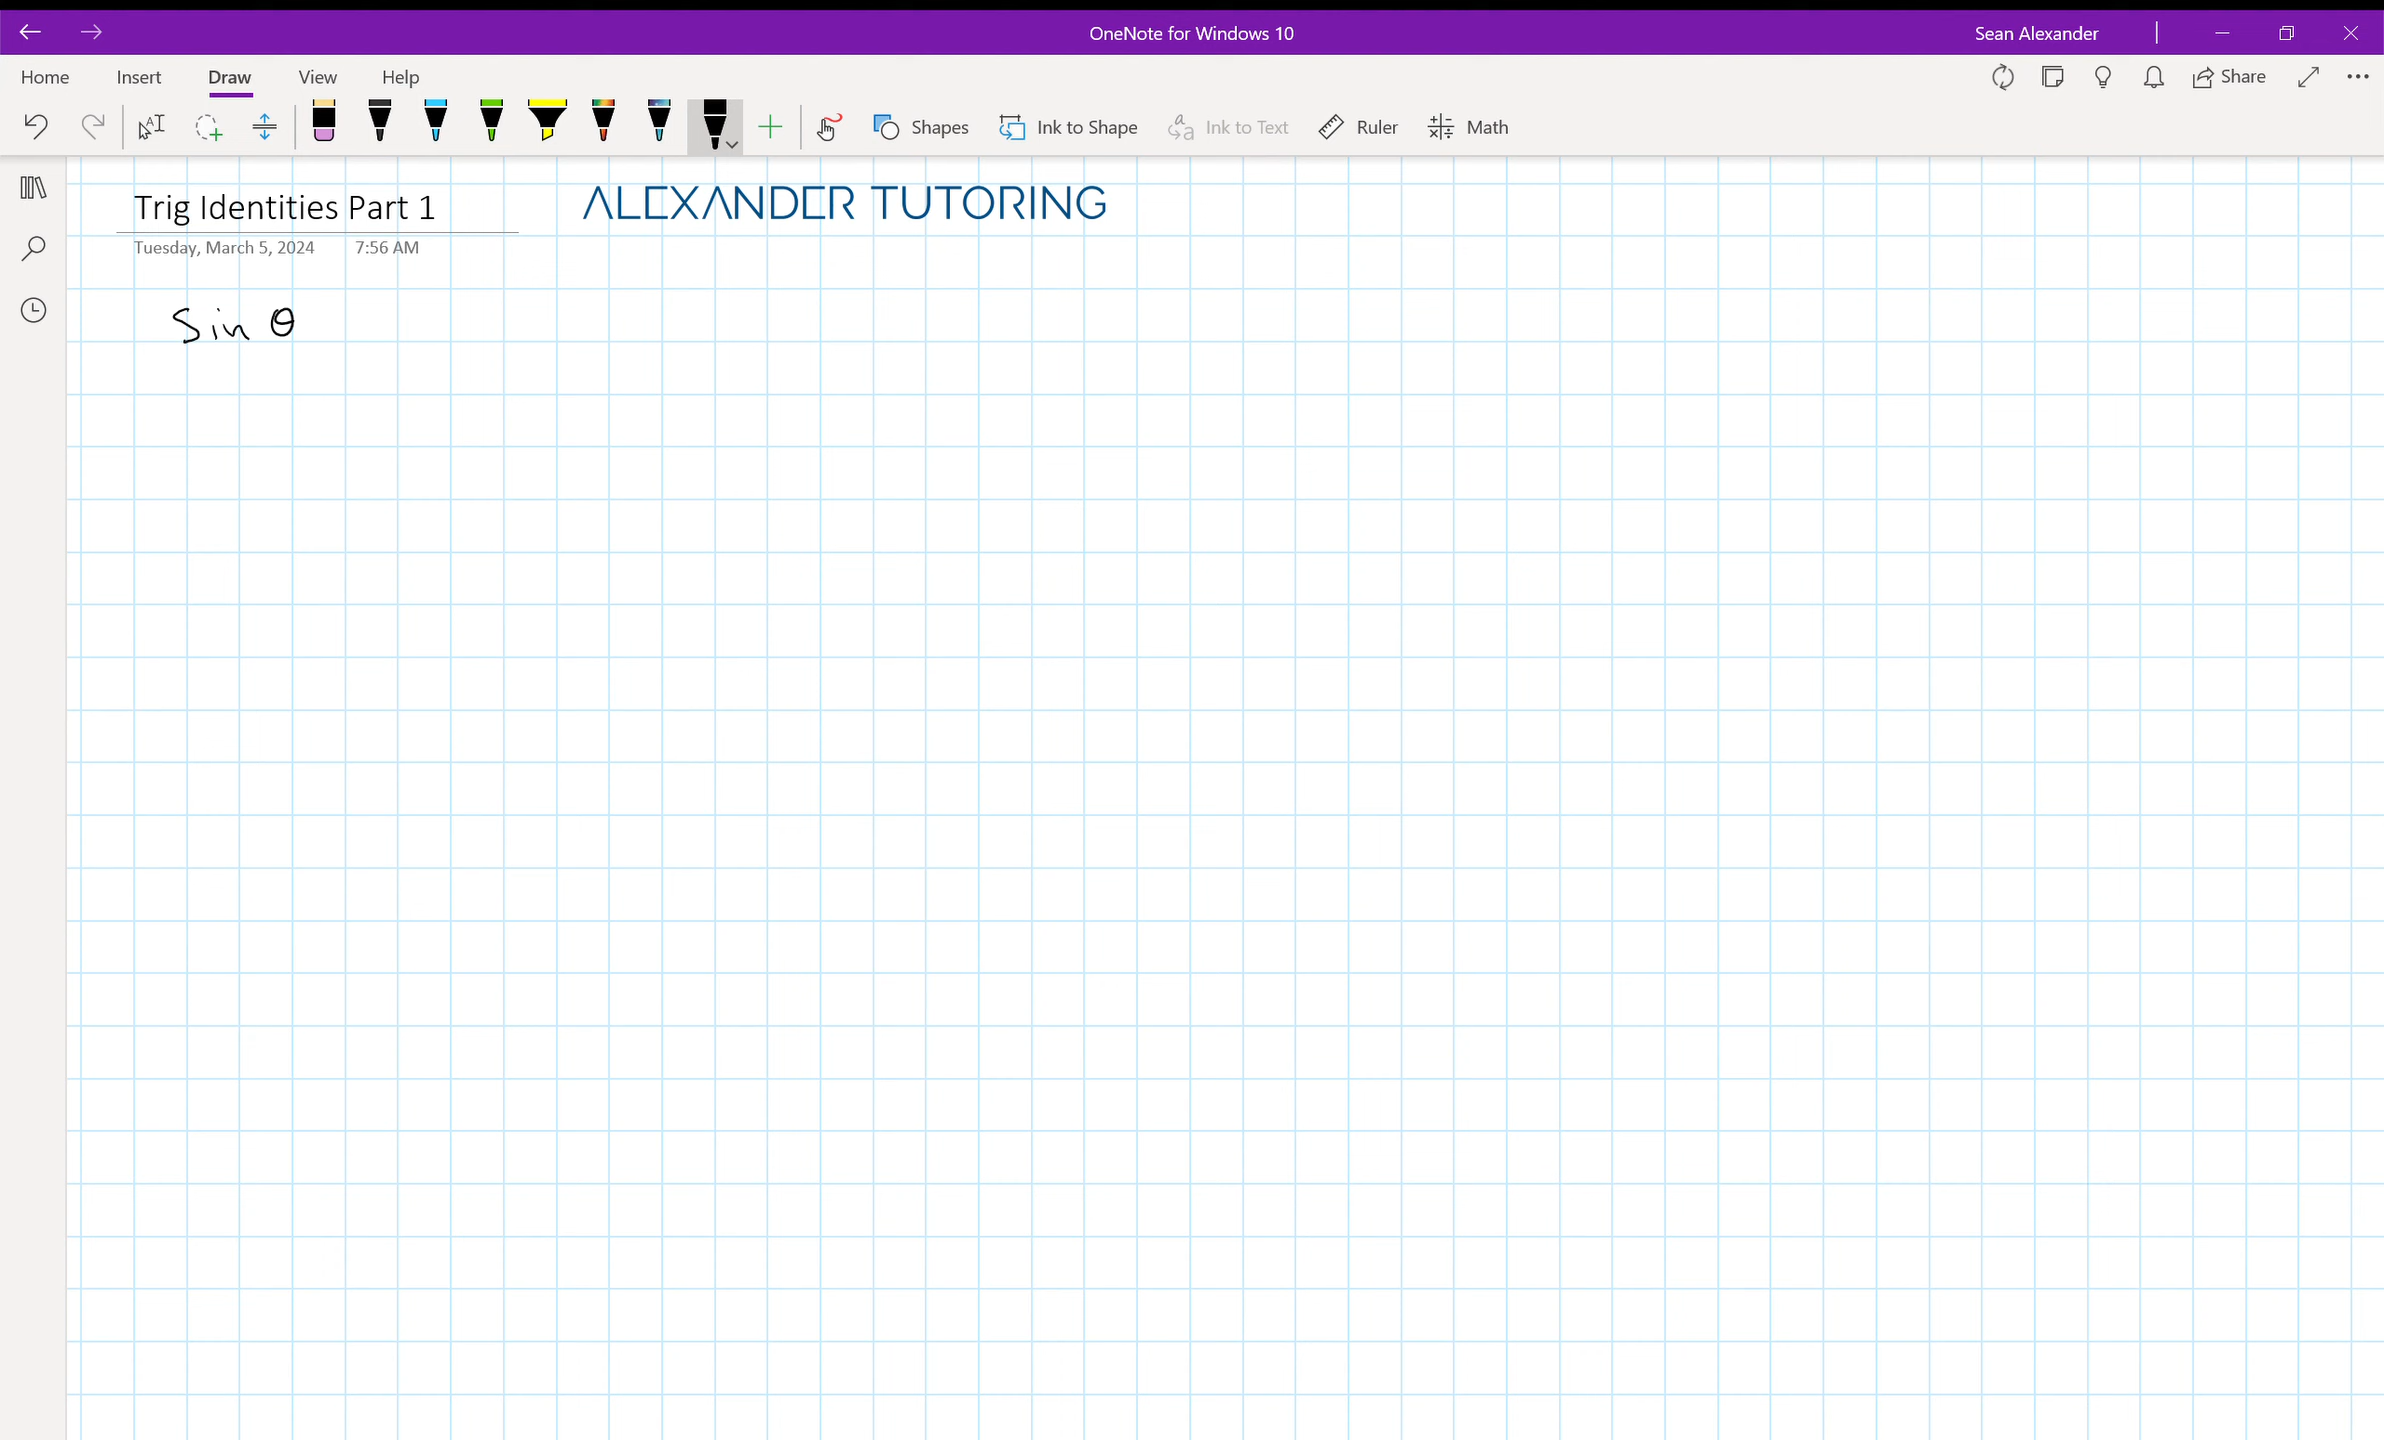 OneNote for Windows 10
Sean Alexander
Home Insert Draw View Help
Share
Shapes Ink to Shape Ink to Text Ruler Math
Trig Identities Part 1
ALEXANDER TUTORING
Tuesday, March 5, 2024 7:56 AM
Sin θ